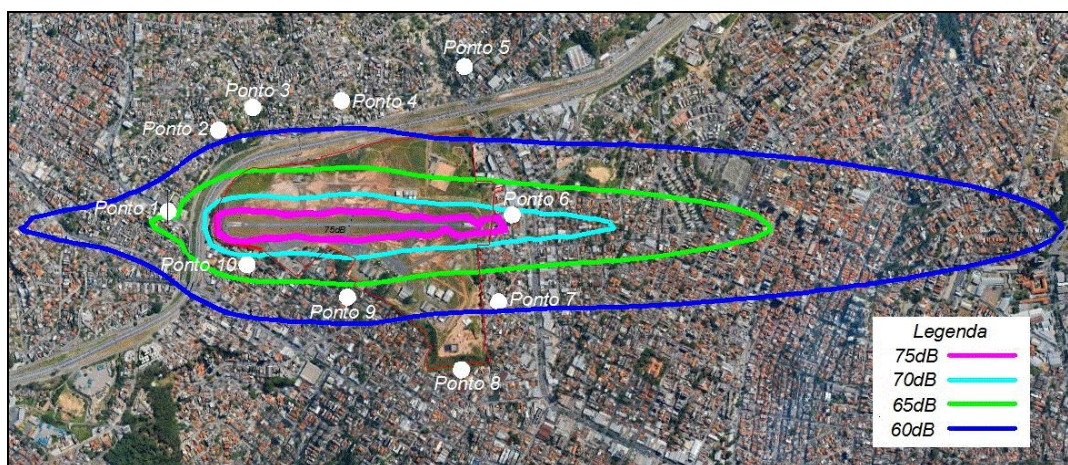 Ponto 5
Ponto 3
Ponto 4
Ponto 2
Ponto 1
Ponto 6
75dB
Ponto 10
Ponto 9
Ponto 7
Ponto 8
Legenda
75dB
70dB
65dB
60dB